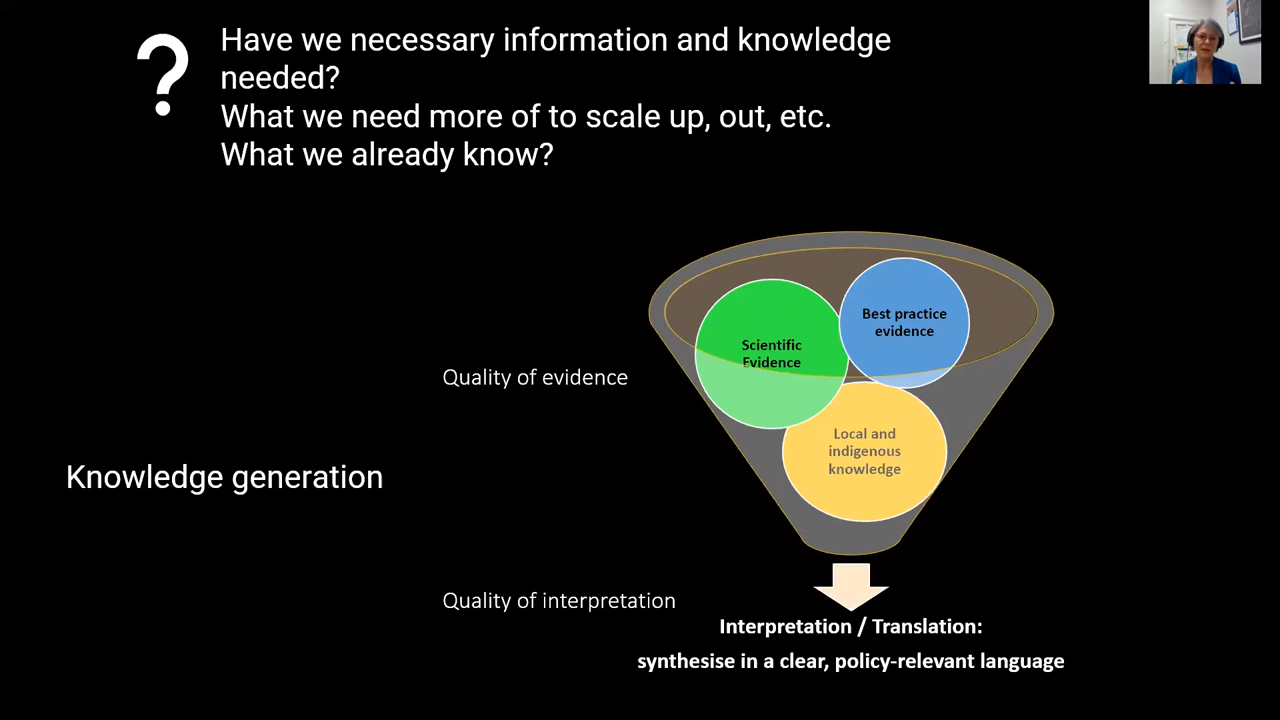 ?
Have we necessary information and knowledge
needed?
What we need more of to scale up, out, etc.
What we already know?
Best practice
evidence
Scientific
Evidence
Quality of evidence
Local and
indigenous
knowledge
Knowledge generation
Quality of interpretation
Interpretation / Translation:
synthesise in a clear, policy-relevant language